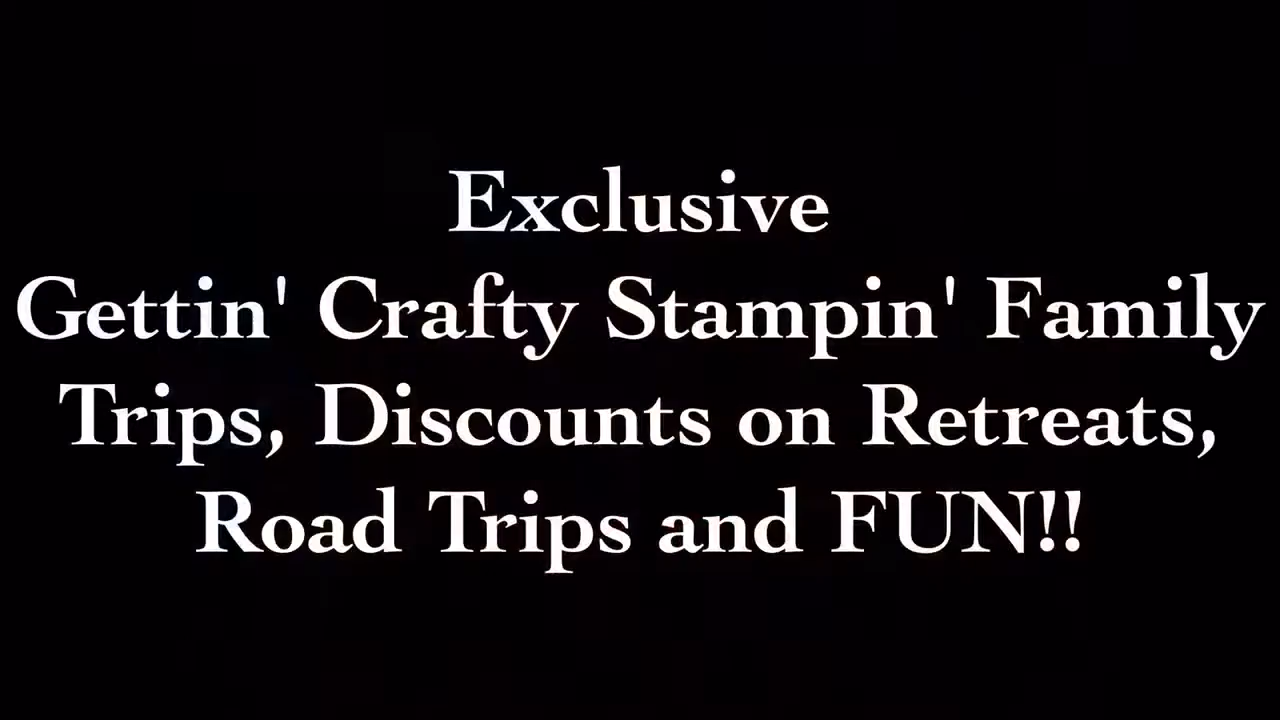 Exclusive
Gettin' Crafty Stampin' Family
Trips, Discounts on Retreats,
Road Trips and FUN!!